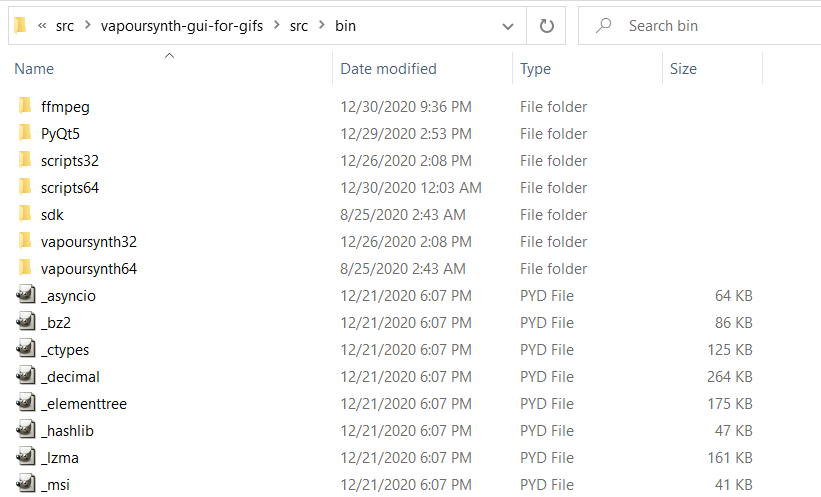 « src > vapoursynth-gui-for-gifs > src > bin
Search bin
Name Date modified Type Size
ffmpeg 12/30/2020 9:36 PM File folder
PyQt5 12/29/2020 2:53 PM File folder
scripts32 12/26/2020 2:08 PM File folder
scripts64 12/30/2020 12:03 AM File folder
sdk 8/25/2020 2:43 AM File folder
vapoursynth32 12/26/2020 2:08 PM File folder
vapoursynth64 8/25/2020 2:43 AM File folder
_asyncio 12/21/2020 6:07 PM PYD File 64 KB
_bz2 12/21/2020 6:07 PM PYD File 86 KB
_ctypes 12/21/2020 6:07 PM PYD File 125 KB
_decimal 12/21/2020 6:07 PM PYD File 264 KB
_elementtree 12/21/2020 6:07 PM PYD File 175 KB
_hashlib 12/21/2020 6:07 PM PYD File 47 KB
_lzma 12/21/2020 6:07 PM PYD File 161 KB
_msi 12/21/2020 6:07 PM PYD File 41 KB